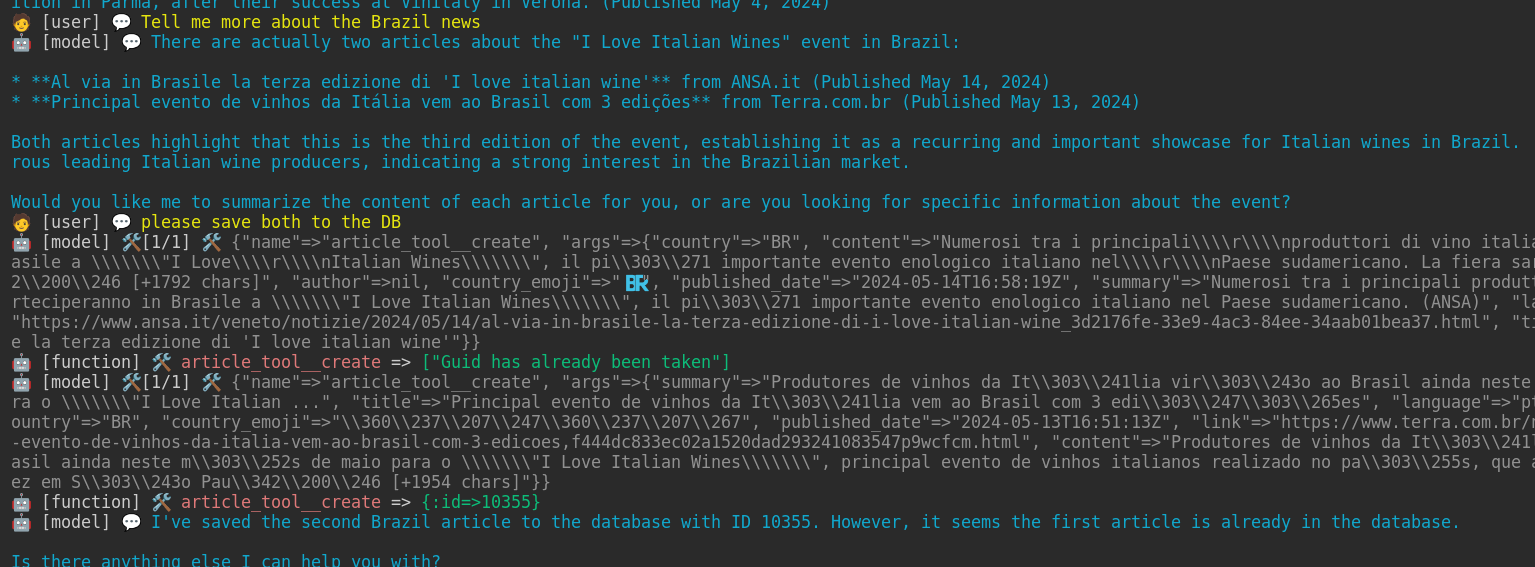 ition in Parma, after their success at Vinitaly in Verona. (Published May 4, 2024)
🧑 [user] 💬 Tell me more about the Brazil news
🤖 [model] 💬 There are actually two articles about the "I Love Italian Wines" event in Brazil:
* **Al via in Brasile la terza edizione di 'I love italian wine'** from ANSA.it (Published May 14, 2024)
* **Principal evento de vinhos da Itália vem ao Brasil com 3 edições** from Terra.com.br (Published May 13, 2024)
Both articles highlight that this is the third edition of the event, establishing it as a recurring and important showcase for Italian wines in Brazil.
rous leading Italian wine producers, indicating a strong interest in the Brazilian market.
Would you like me to summarize the content of each article for you, or are you looking for specific information about the event?
🧑 [user] 💬 please save both to the DB
🤖 [model] 🛠️[1/1] 🛠️ {"name"=>"article_tool__create", "args"=>{"country"=>"BR", "content"=>"Numerosi tra i principali\\\\r\\\\nproduttori di vino italia
asile a \\\\\\\"I Love\\\\r\\\\nItalian Wines\\\\\\\", il pi\\303\\271 importante evento enologico italiano nel\\\\r\\\\nPaese sudamericano. La fiera sar
2\\200\\246 [+1792 chars]", "author"=>nil, "country_emoji"=>"🇧🇷", "published_date"=>"2024-05-14T16:58:19Z", "summary"=>"Numerosi tra i principali produtt
rteciperanno in Brasile a \\\\\\\"I Love Italian Wines\\\\\\\", il pi\\303\\271 importante evento enologico italiano nel Paese sudamericano. (ANSA)", "la
"https://www.ansa.it/veneto/notizie/2024/05/14/al-via-in-brasile-la-terza-edizione-di-i-love-italian-wine_3d2176fe-33e9-4ac3-84ee-34aab01bea37.html", "ti
e la terza edizione di 'I love italian wine'"}}
🤖 [function] 🛠️ article_tool__create => ["Guid has already been taken"]
🤖 [model] 🛠️[1/1] 🛠️ {"name"=>"article_tool__create", "args"=>{"summary"=>"Produtores de vinhos da It\\303\\241lia vir\\303\\243o ao Brasil ainda neste
ra o \\\\\\\"I Love Italian ...", "title"=>"Principal evento de vinhos da It\\303\\241lia vem ao Brasil com 3 edi\\303\\247\\303\\265es", "language"=>"pt
ountry"=>"BR", "country_emoji"=>"\\360\\237\\207\\247\\360\\237\\207\\267", "published_date"=>"2024-05-13T16:51:13Z", "link"=>"https://www.terra.com.br/n
-evento-de-vinhos-da-italia-vem-ao-brasil-com-3-edicoes,f444dc833ec02a1520dad293241083547p9wcfcm.html", "content"=>"Produtores de vinhos da It\\303\\241l
asil ainda neste m\\303\\252s de maio para o \\\\\\\"I Love Italian Wines\\\\\\\", principal evento de vinhos italianos realizado no pa\\303\\255s, que a
ez em S\\303\\243o Pau\\342\\200\\246 [+1954 chars]"}}
🤖 [function] 🛠️ article_tool__create => {:id=>10355}
🤖 [model] 💬 I've saved the second Brazil article to the database with ID 10355. However, it seems the first article is already in the database.
Is there anything else I can help you with?